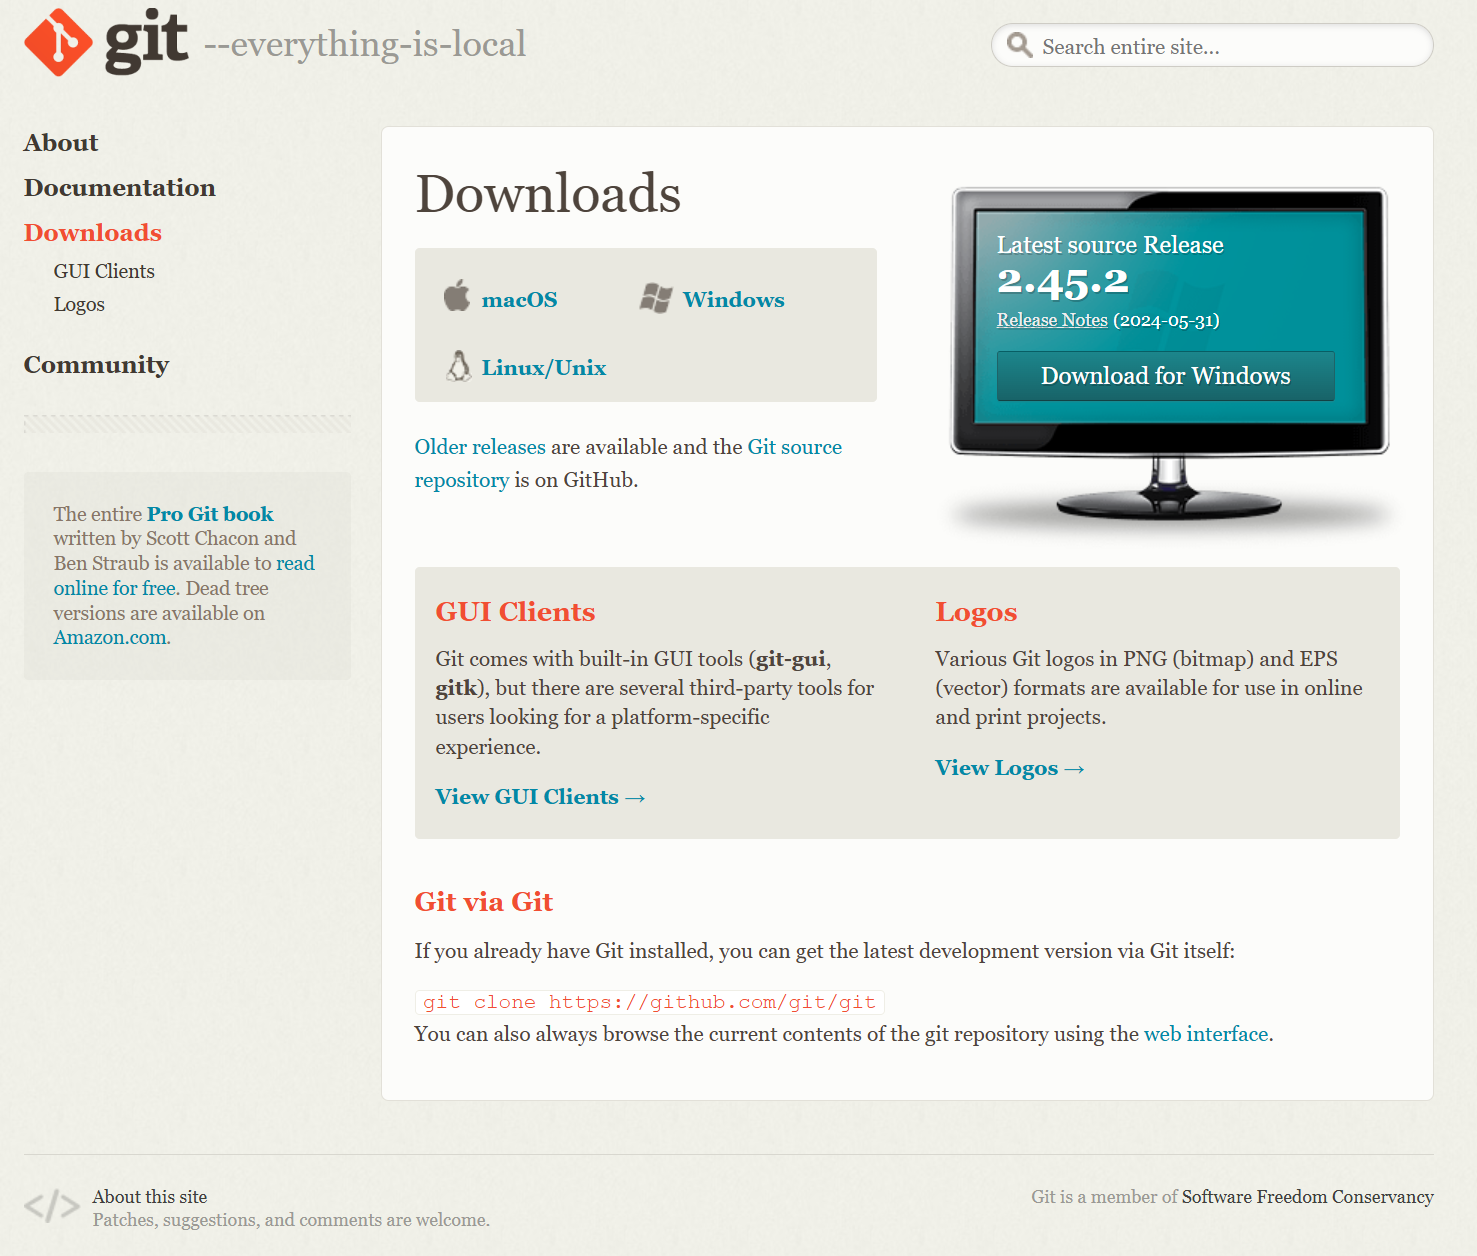 git --everything-is-local
Search entire site...
About
Documentation
Downloads
GUI Clients
Logos
Community
The entire Pro Git book
written by Scott Chacon and
Ben Straub is available to read
online for free. Dead tree
versions are available on
Amazon.com.
Downloads
macOS
Windows
Linux/Unix
Older releases are available and the Git source
repository is on GitHub.
Latest source Release
2.45.2
Release Notes (2024-05-31)
Download for Windows
GUI Clients
Git comes with built-in GUI tools (git-gui,
gitk), but there are several third-party tools for
users looking for a platform-specific
experience.
View GUI Clients →
Logos
Various Git logos in PNG (bitmap) and EPS
(vector) formats are available for use in online
and print projects.
View Logos →
Git via Git
If you already have Git installed, you can get the latest development version via Git itself:
git clone https://github.com/git/git
You can also always browse the current contents of the git repository using the web interface.
</> About this site
Patches, suggestions, and comments are welcome.
Git is a member of Software Freedom Conservancy